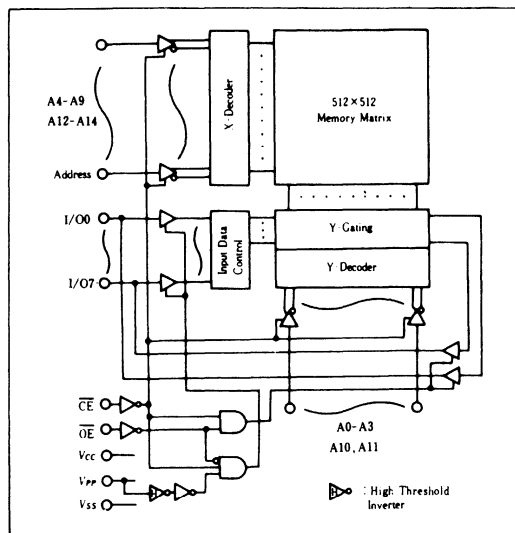 A4-A9
A12-A14
Address
X-Decoder
512×512
Memory Matrix
I/O0
I/O7
Input Data
Control
Y-Gating
Y-Decoder
CE
OE
VCC
VPP
VSS
A0-A3
A10, A11
H
H
: High Threshold
Inverter